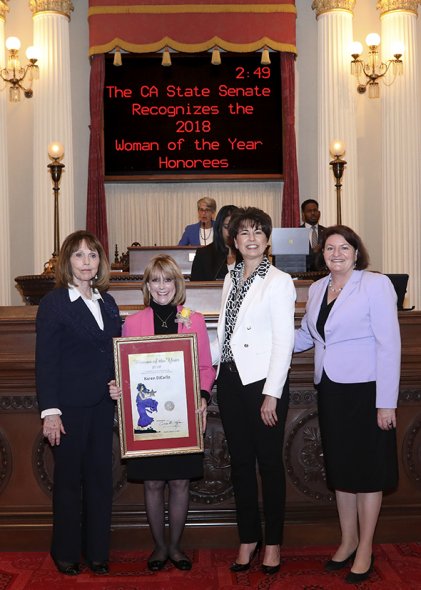 2:49
The CA State Senate
Recognizes the
2018
Woman of the Year
Honorees
Woman of the Year
2018
Karen DiCarlo